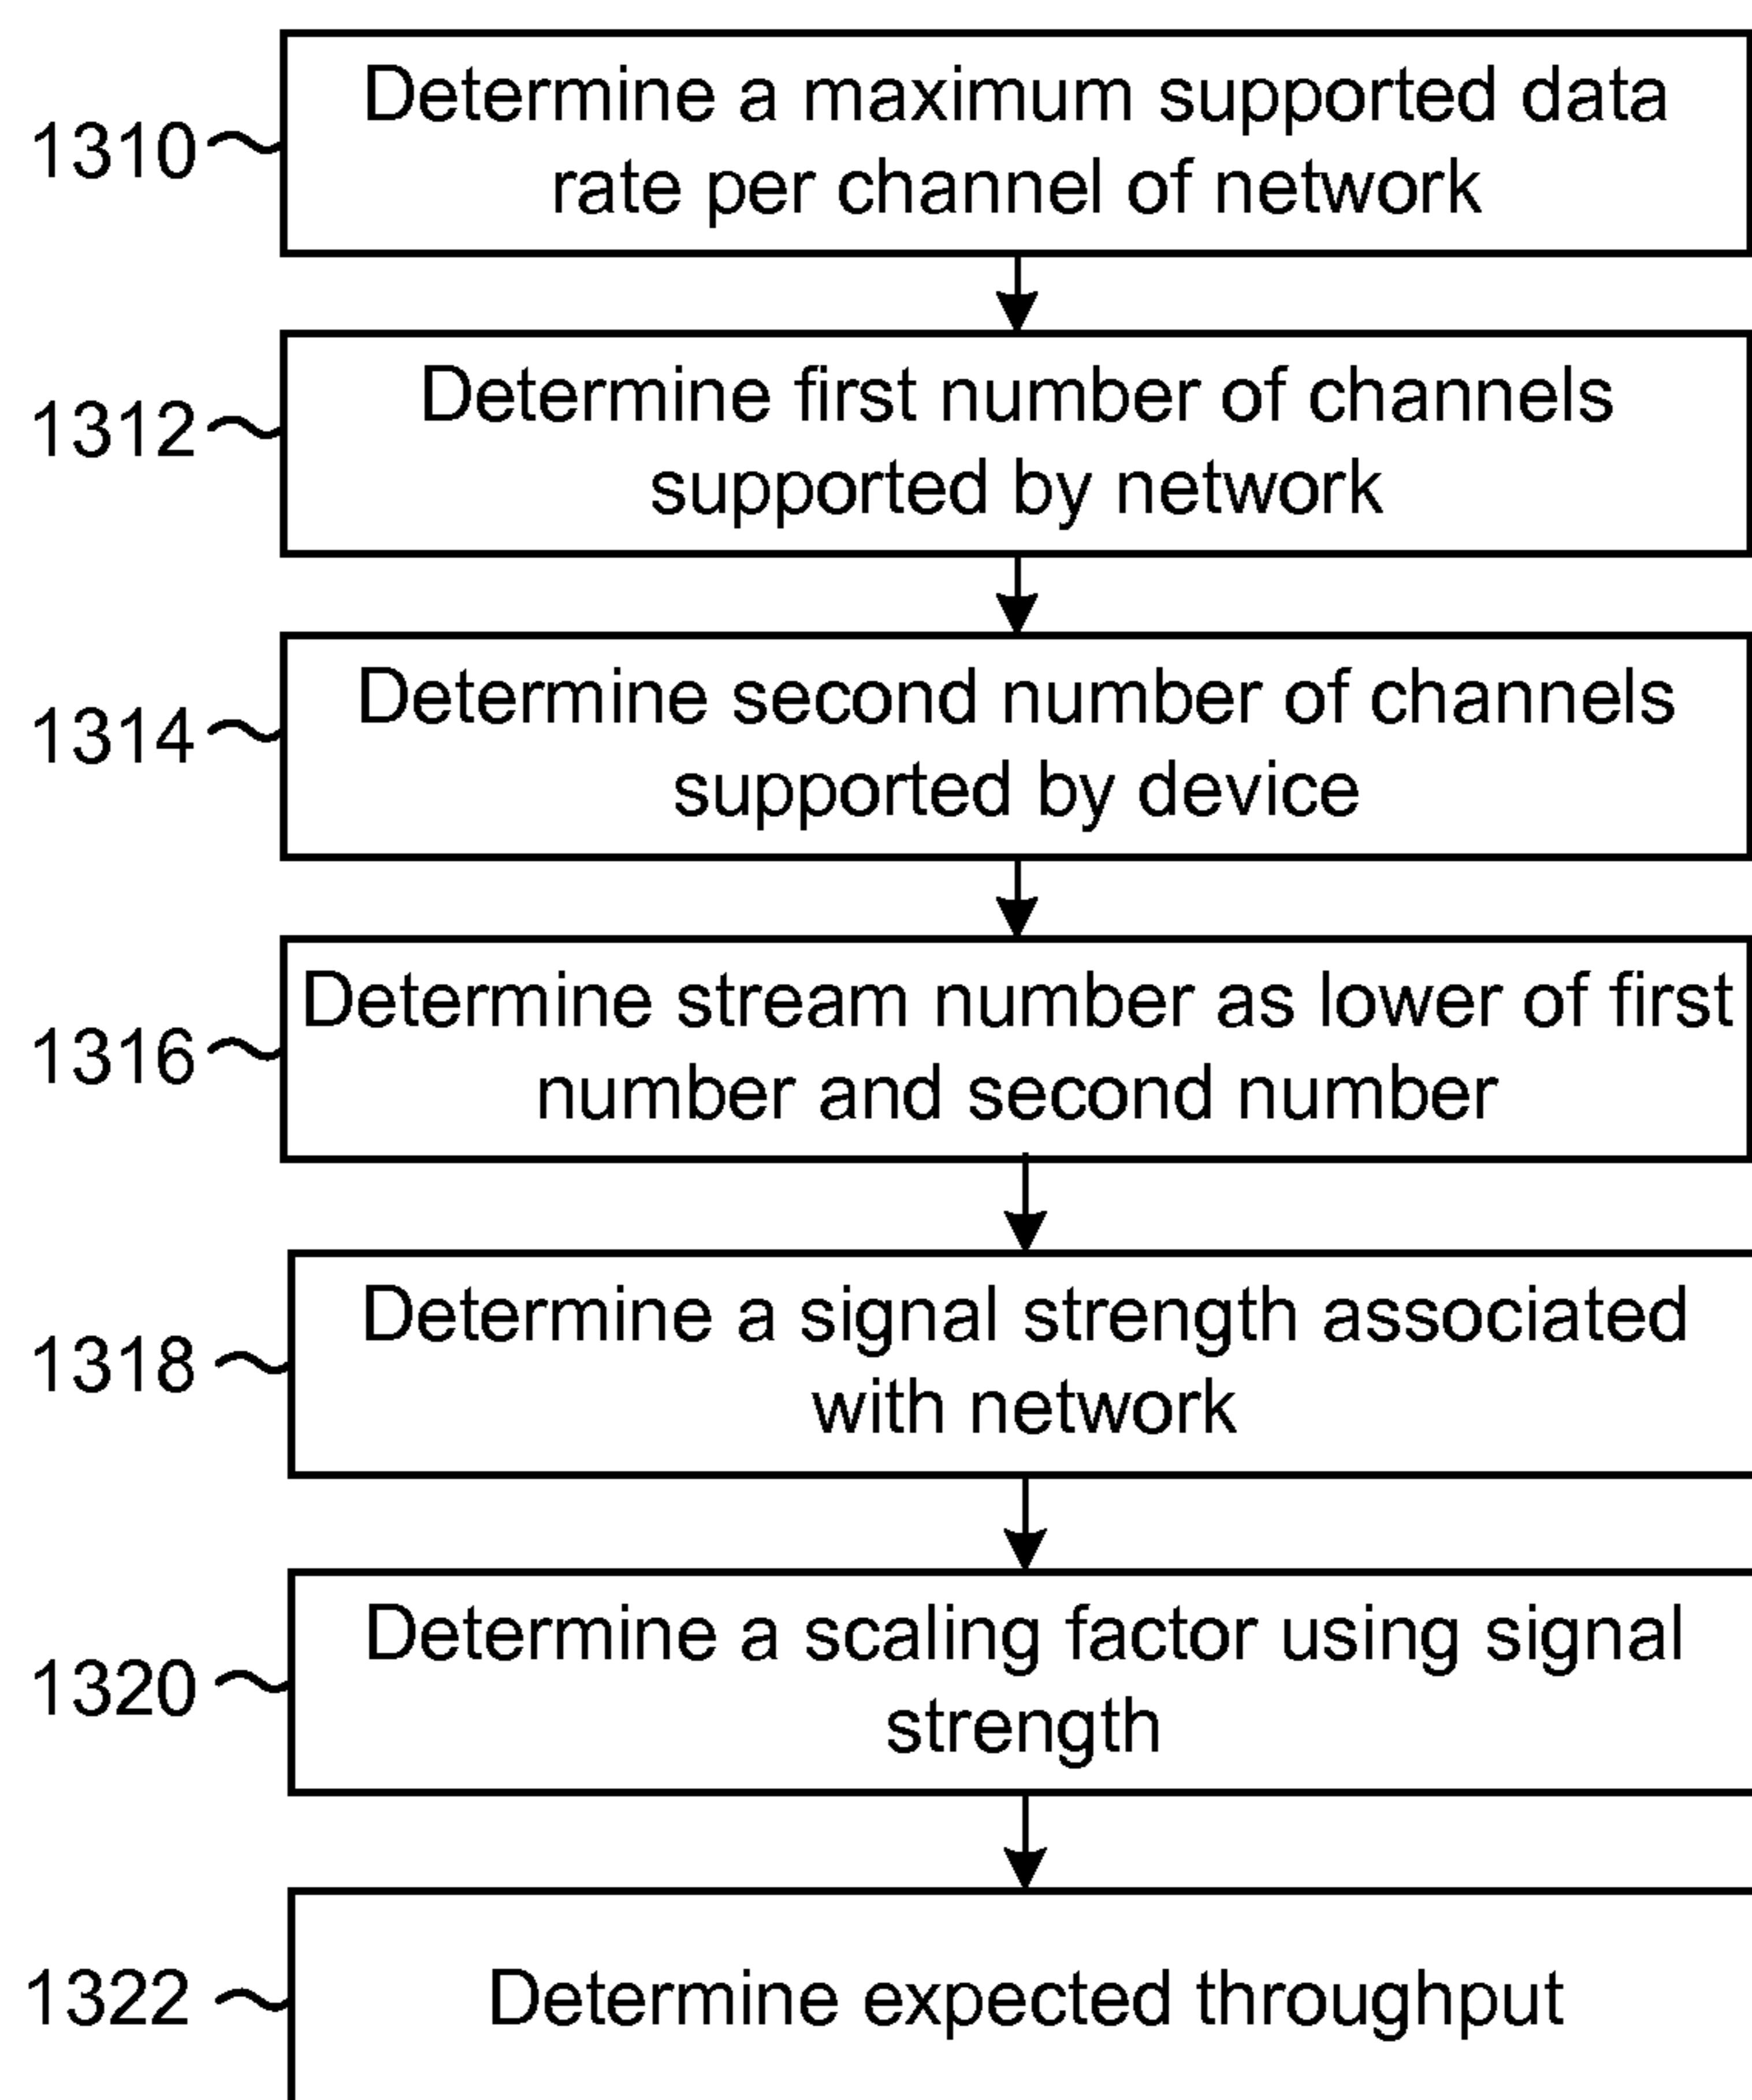 1310
Determine a maximum supported data
rate per channel of network
1312
Determine first number of channels
supported by network
1314
Determine second number of channels
supported by device
1316
Determine stream number as lower of first
number and second number
1318
Determine a signal strength associated
with network
1320
Determine a scaling factor using signal
strength
1322
Determine expected throughput